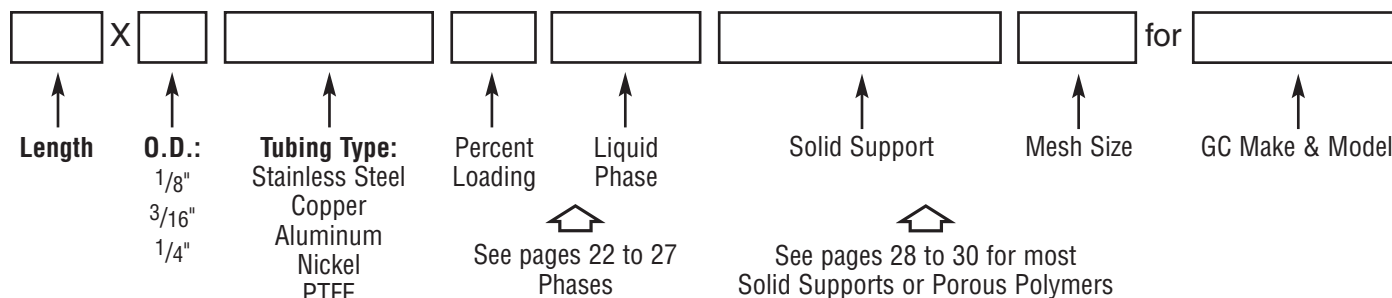 X for
Length O.D.: Tubing Type: Percent Liquid Solid Support Mesh Size GC Make & Model
1/8" Stainless Steel Loading Phase
3/16" Copper
1/4" Aluminum See pages 22 to 27 See pages 28 to 30 for most
Nickel Phases Solid Supports or Porous Polymers
PTFE